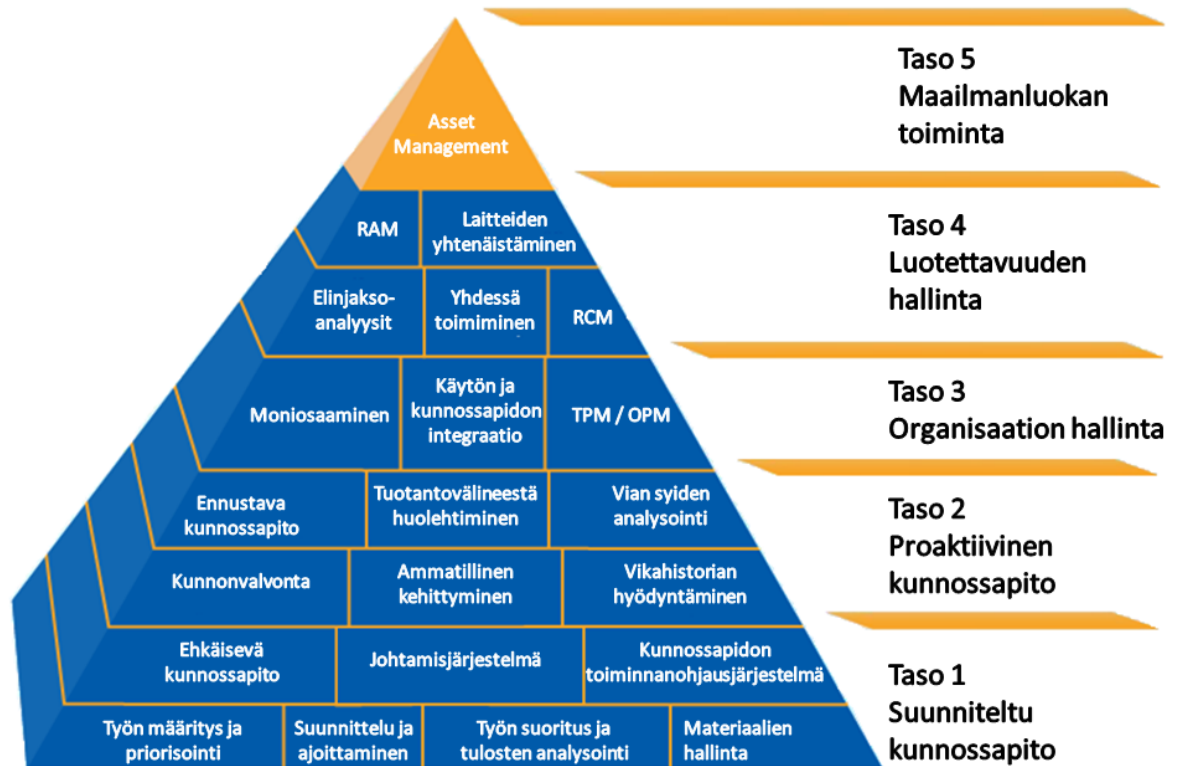 Asset
Management
Taso 5
Maailmanluokan
toiminta
RAM
Laitteiden
yhtenäistäminen
Elinjakso-
analyysit
Yhdessä
toimiminen
RCM
Taso 4
Luotettavuuden
hallinta
Moniosaaminen
Käytön ja
kunnossapidon
integraatio
TPM / OPM
Taso 3
Organisaation hallinta
Ennustava
kunnossapito
Tuotantovälineestä
huolehtiminen
Vian syiden
analysointi
Kunnonvalvonta
Ammatillinen
kehittyminen
Vikahistorian
hyödyntäminen
Taso 2
Proaktiivinen
kunnossapito
Ehkäisevä
kunnossapito
Johtamisjärjestelmä
Kunnossapidon
toiminnanohjausjärjestelmä
Työn määritys ja
priorisointi
Suunnittelu ja
ajoittaminen
Työn suoritus ja
tulosten analysointi
Materiaalien
hallinta
Taso 1
Suunniteltu
kunnossapito